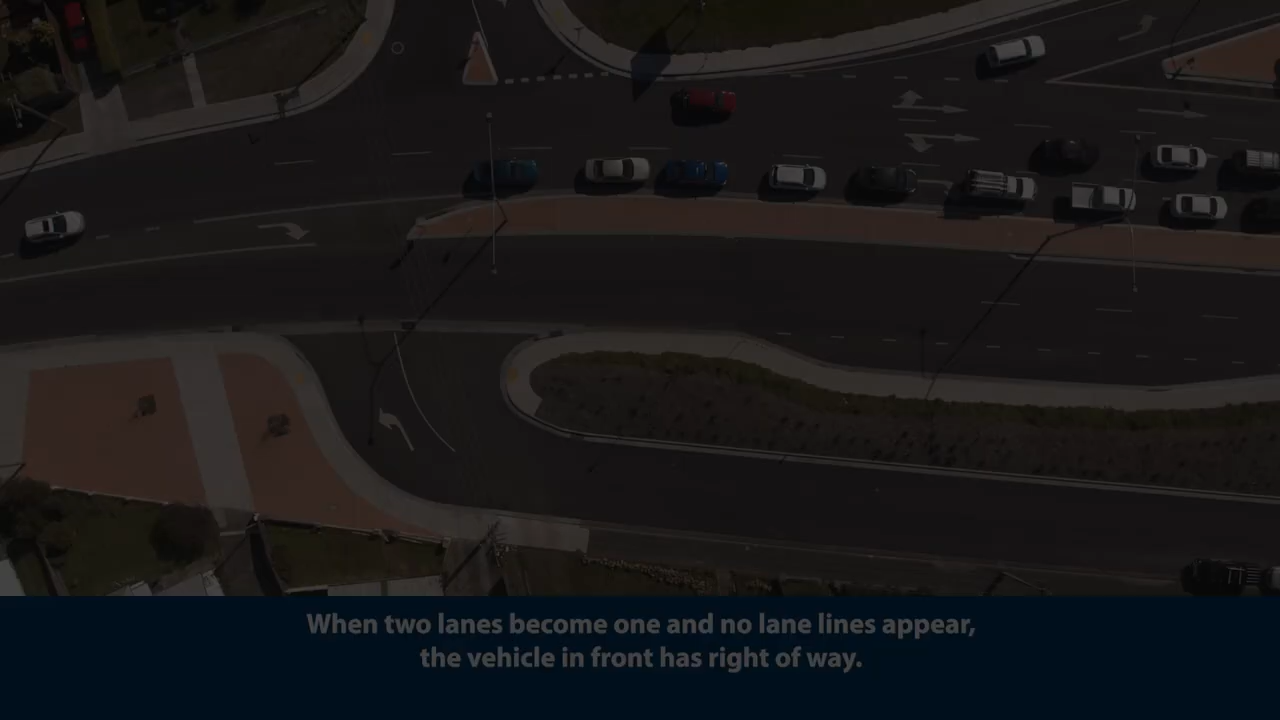 When two lanes become one and no lane lines appear,
the vehicle in front has right of way.